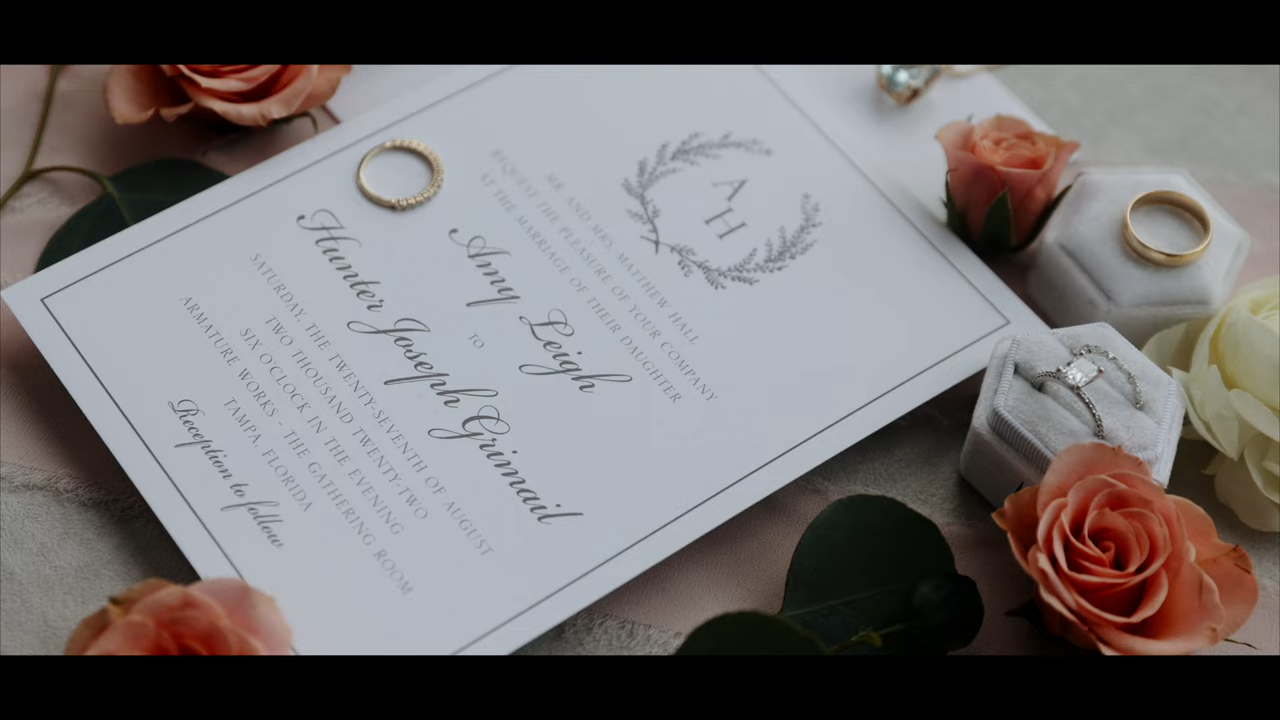 A
H
MR. AND MRS. MATTHEW HALL
REQUEST THE PLEASURE OF YOUR COMPANY
AT THE MARRIAGE OF THEIR DAUGHTER
Amy Leigh
TO
Hunter Joseph Grimail
SATURDAY, THE TWENTY-SEVENTH OF AUGUST
TWO THOUSAND TWENTY-TWO
SIX O'CLOCK IN THE EVENING
ARMATURE WORKS - THE GATHERING ROOM
TAMPA, FLORIDA
Reception to follow